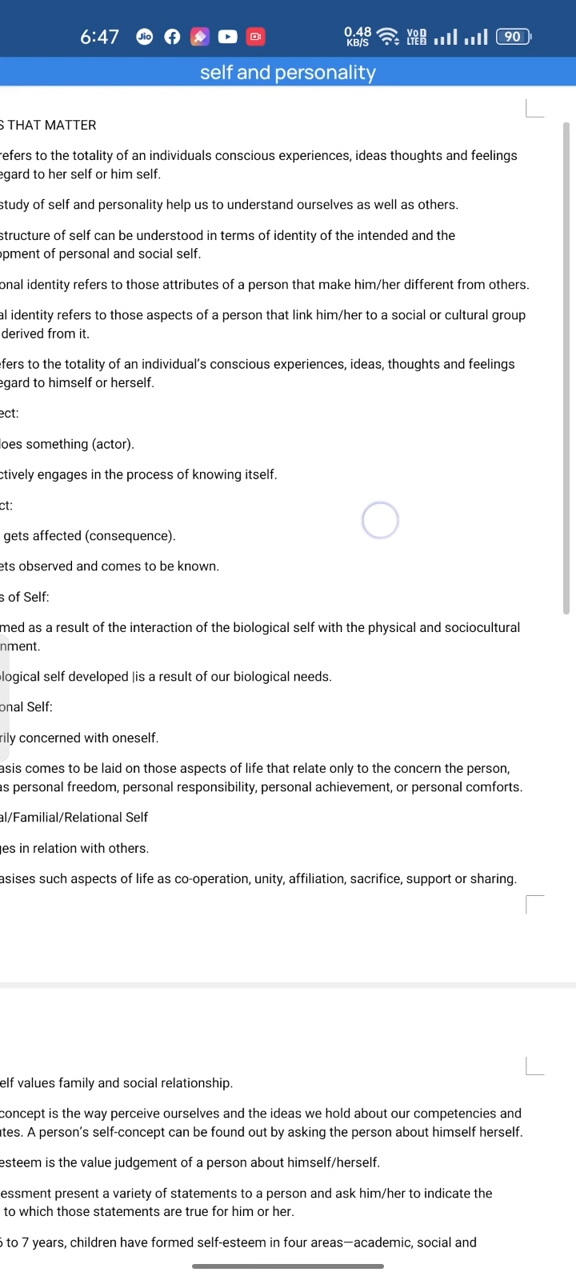 6:47
Jio
0.48 KB/S
VoD LTE
90
self and personality
S THAT MATTER
refers to the totality of an individuals conscious experiences, ideas thoughts and feelings
egard to her self or him self.
study of self and personality help us to understand ourselves as well as others.
structure of self can be understood in terms of identity of the intended and the
opment of personal and social self.
onal identity refers to those attributes of a person that make him/her different from others.
al identity refers to those aspects of a person that link him/her to a social or cultural group
derived from it.
efers to the totality of an individual's conscious experiences, ideas, thoughts and feelings
egard to himself or herself.
ect:
loes something (actor).
ctively engages in the process of knowing itself.
ct:
gets affected (consequence).
ets observed and comes to be known.
s of Self:
med as a result of the interaction of the biological self with the physical and sociocultural
nment.
logical self developed |is a result of our biological needs.
onal Self:
rily concerned with oneself.
asis comes to be laid on those aspects of life that relate only to the concern the person,
as personal freedom, personal responsibility, personal achievement, or personal comforts.
al/Familial/Relational Self
ges in relation with others.
asises such aspects of life as co-operation, unity, affiliation, sacrifice, support or sharing.
elf values family and social relationship.
concept is the way perceive ourselves and the ideas we hold about our competencies and
utes. A person's self-concept can be found out by asking the person about himself herself.
esteem is the value judgement of a person about himself/herself.
essment present a variety of statements to a person and ask him/her to indicate the
to which those statements are true for him or her.
6 to 7 years, children have formed self-esteem in four areas—academic, social and